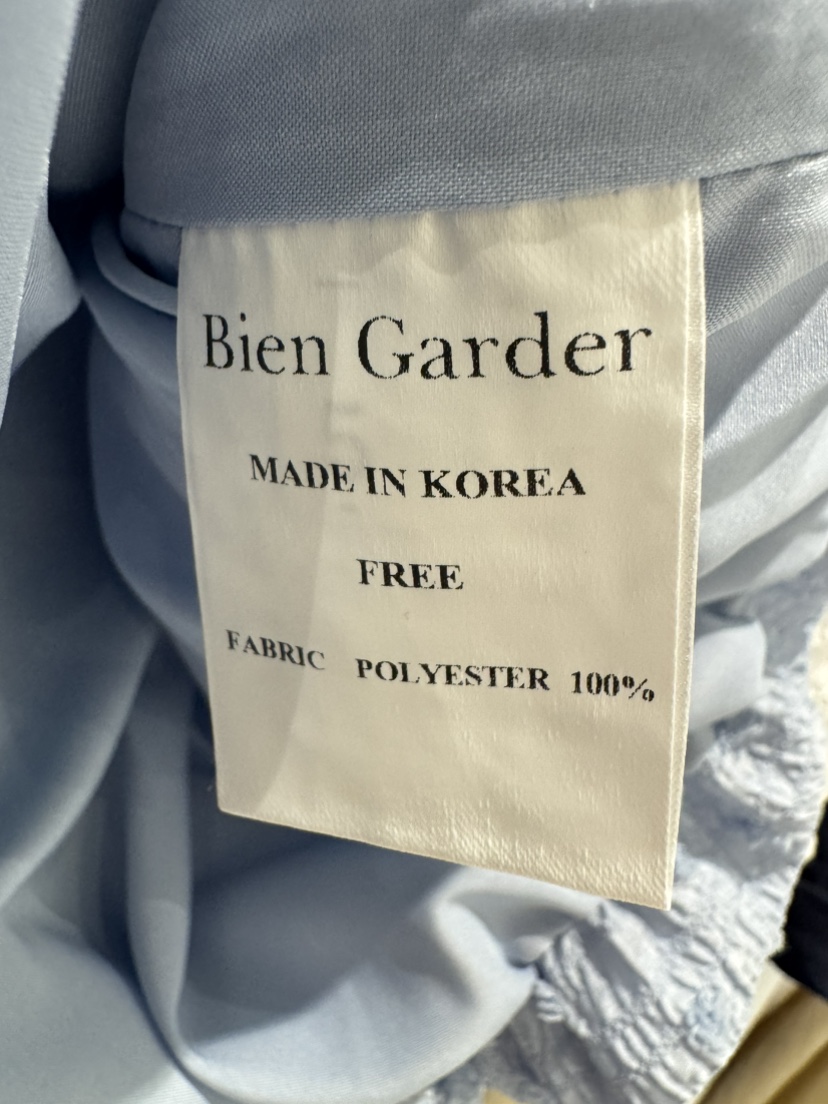 Bien Garder
MADE IN KOREA
FREE
FABRIC POLYESTER 100%